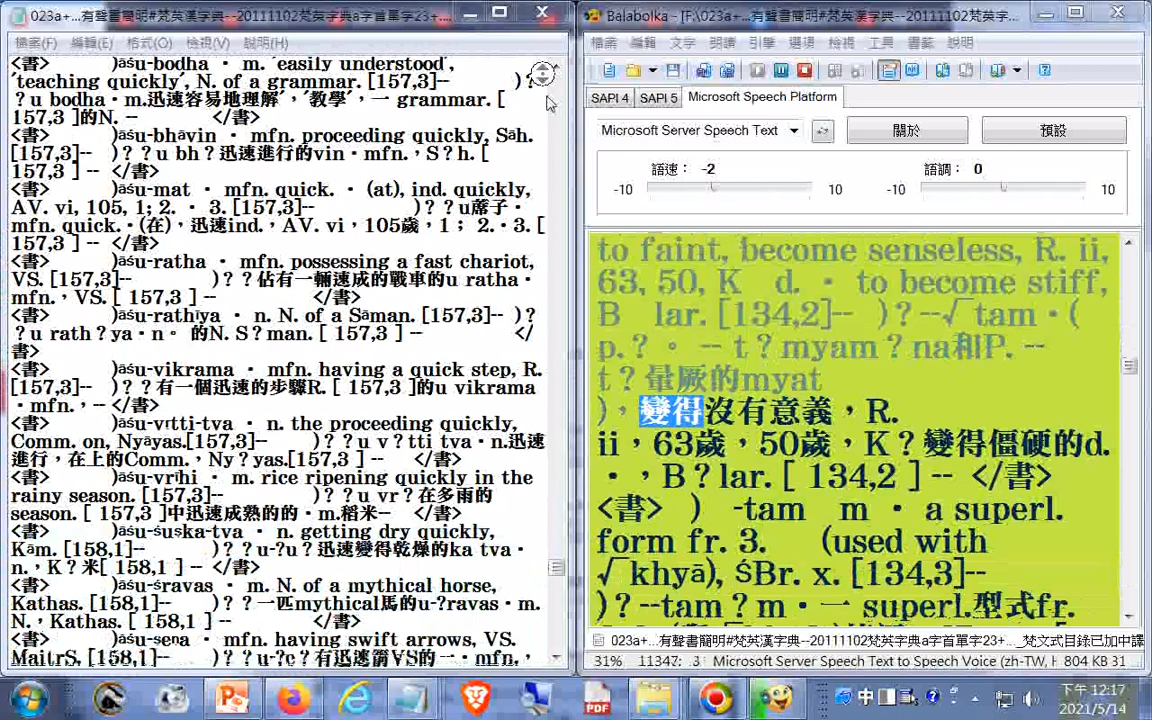 023a+...有聲書簡明#梵英漢字典--20111102梵英字典a字首單字23+...
檔案(F) 編輯(E) 格式(O) 檢視(V) 說明(H)
<書> )āśu-bodha · m. 'easily understood',
'teaching quickly', N. of a grammar. [157,3]-- )?
?u bodha · m.迅速容易地理解', '教學', 一 grammar. [
157,3 ]的N. -- </書>
<書> )āśu-bhāvin · mfn. proceeding quickly, Sāh.
[157,3]-- )? ?u bh?迅速進行的vin · mfn., S?h. [
157,3 ] -- </書>
<書> )āśu-mat · mfn. quick. · (at), ind. quickly,
AV. vi, 105, 1; 2. · 3. [157,3]-- )? ?u蓆子 ·
mfn. quick. · (在), 迅速ind., AV. vi, 105歲, 1; 2. · 3. [
157,3 ] -- </書>
<書> )āśu-ratha · mfn. possessing a fast chariot,
VS. [157,3]-- )? ?佔有一輛速成的戰車的u ratha ·
mfn., VS. [ 157,3 ] -- </書>
<書> )āśu-rathīya · n. N. of a Sāman. [157,3]-- )?
?u rath?ya · n。 的N. S?man. [ 157,3 ] -- </
書>
<書> )āśu-vikrama · mfn. having a quick step, R.
[157,3]-- )? ?有一個迅速的步驟R. [ 157,3 ]的u vikrama
· mfn., -- </書>
<書> )āśu-vṛtti-tva · n. the proceeding quickly,
Comm. on, Nyāyas. [157,3]-- )? ?u v?tti tva · n.迅速
進行, 在上的Comm., Ny?yas.[157,3 ] -- </書>
<書> )āśu-vrīhi · m. rice ripening quickly in the
rainy season. [157,3]-- )? ?u vr?在多雨的
season. [ 157,3 ]中迅速成熟的的 · m.稻米-- </書>
<書> )āśu-śuṣka-tva · n. getting dry quickly,
Kām. [158,1]-- )? ?u-?u?迅速變得乾燥的ka tva ·
n., K?米[ 158,1 ] -- </書>
<書> )āśu-śravas · m. N. of a mythical horse,
Kathas. [158,1]-- )? ?一匹mythical馬的u-?ravas · m.
N., Kathas. [ 158,1 ] -- </書>
<書> )āśu-ṣeṇa · mfn. having swift arrows, VS.
MaitrS. [158,1]-- )? ?u-?e?有迅速箭VS的一 · mfn.,
Balabolka - [F:\023a+...有聲書簡明#梵英漢字典--20111102梵英字...
檔案 編輯 文字 朗讀 引擎 選項 檢視 工具 書籤 說明
SAPI 4 SAPI 5 Microsoft Speech Platform
Microsoft Server Speech Text 關於 預設
語速： -2 語調： 0
-10 10 -10 10
to faint, become senseless, R. ii,
63, 50, K d. · to become stiff,
B lar. [134,2]-- )? --√ tam · (
p.? 。 -- t?myam?na和P. --
t?暈厥的myat
), 變得沒有意義, R.
ii, 63歲, 50歲, K?變得僵硬的d.
·, B?lar. [ 134,2 ] -- </書>
<書> ) -tam m · a superl.
form fr. 3. (used with
√khyā), ŚBr. x. [134,3]--
)? --tam?m · 一 superl.型式fr.
023a+...有聲書簡明#梵英漢字典--20111102梵英字典a字首單字23+..._梵文式目錄已加中譯
31% 11347: 3 Microsoft Server Speech Text to Speech Voice (zh-TW, 804 KB 31
中
下午 12:17
2021/5/14